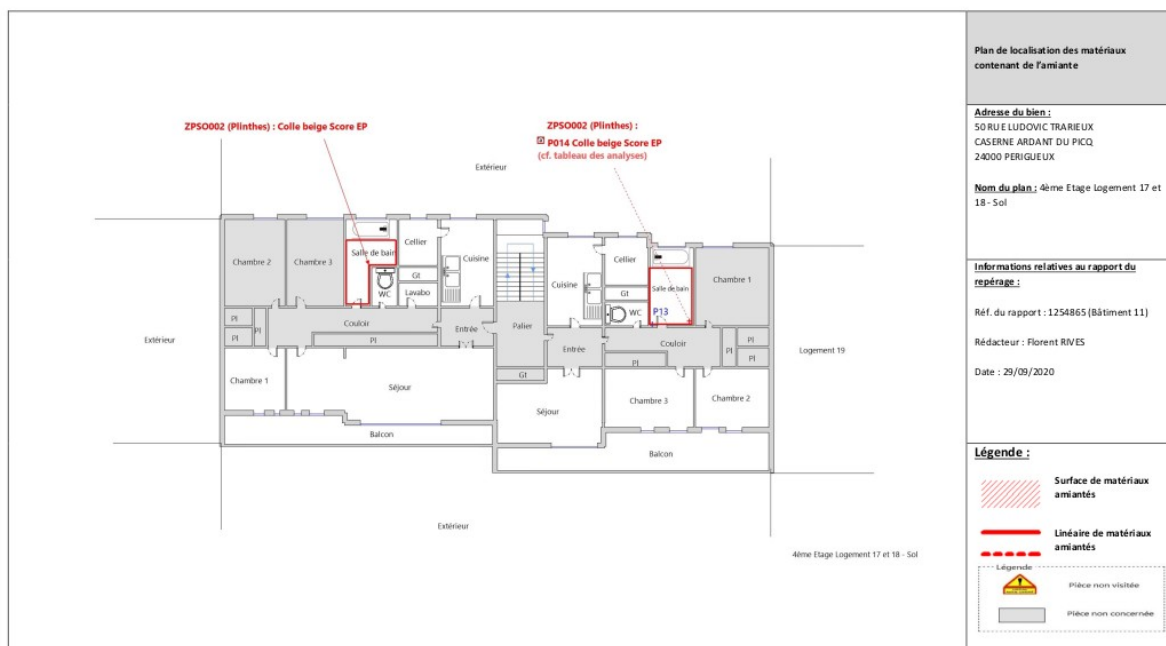 ZPSO002 (Plinthes) : Colle beige Score EP
ZPSO002 (Plinthes) :
P014 Colle beige Score EP
(cf. tableau des analyses)
Extérieur
Chambre 2
Chambre 3
Salle de bain
Cellier
Cuisine
Gt
WC
Lavabo
Cuisine
Cellier
Gt
WC
Salle de bain
P13
Chambre 1
Pl
Pl
Pl
Couloir
Pl
Entrée
Palier
Entrée
Couloir
Pl
Pl
Pl
Pl
Extérieur
Logement 19
Chambre 1
Séjour
Gt
Séjour
Chambre 3
Chambre 2
Balcon
Balcon
Extérieur
4ème Etage Logement 17 et 18 - Sol
Plan de localisation des matériaux
contenant de l'amiante
Adresse du bien :
50 RUE LUDOVIC TRARIEUX
CASERNE ARDANT DU PICQ
24000 PERIGUEUX
Nom du plan : 4ème Etage Logement 17 et
18 - Sol
Informations relatives au rapport du
repérage :
Réf. du rapport : 1254865 (Bâtiment 11)
Rédacteur : Florent RIVES
Date : 29/09/2020
Légende :
Surface de matériaux
amiantés
Linéaire de matériaux
amiantés
Légende
Pièce non visitée
Pièce non concernée